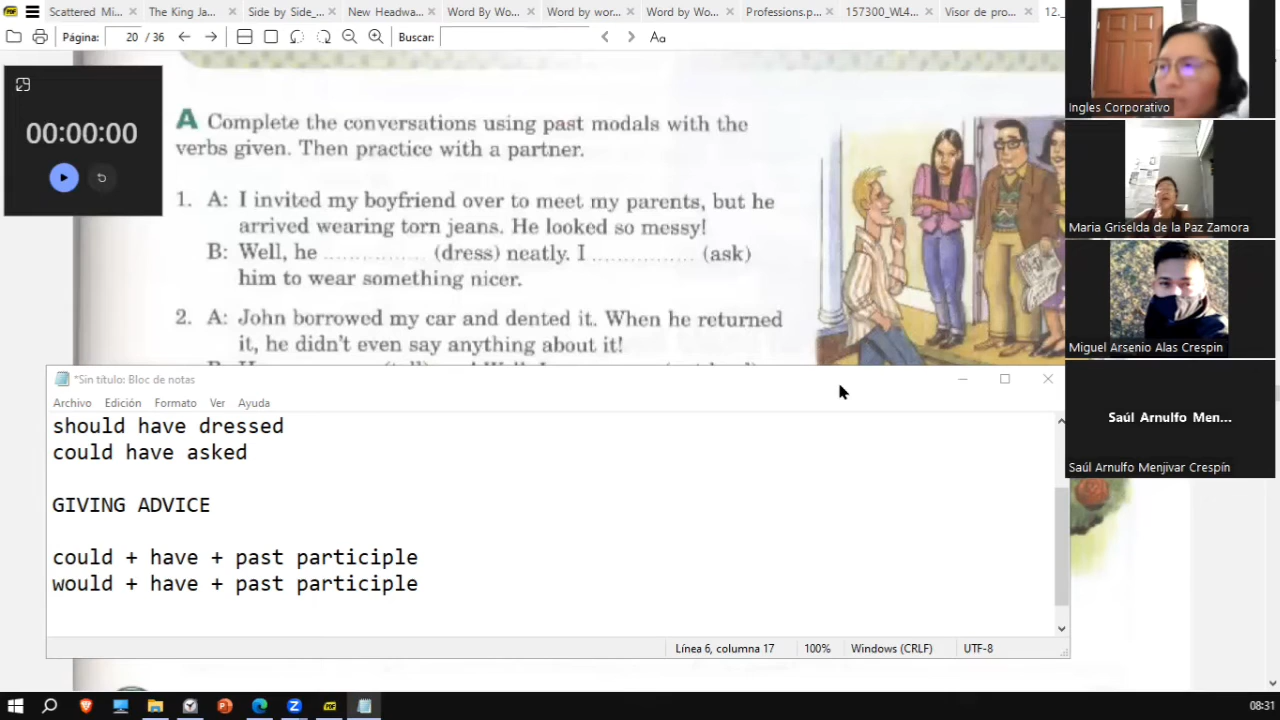 Scattered Mi...
The King Ja...
Side by Side_...
New Headwa...
Word By Wo...
Word by wor...
Word by Wo...
Professions.p...
157300_WL4...
Visor de pro...
12._
Página: 20 / 36
Buscar:
Aa
00:00:00
A Complete the conversations using past modals with the
verbs given. Then practice with a partner.
1. A: I invited my boyfriend over to meet my parents, but he
arrived wearing torn jeans. He looked so messy!
B: Well, he .............. (dress) neatly. I .............. (ask)
him to wear something nicer.
2. A: John borrowed my car and dented it. When he returned
it, he didn't even say anything about it!
*Sin título: Bloc de notas
Archivo Edición Formato Ver Ayuda
should have dressed
could have asked
GIVING ADVICE
could + have + past participle
would + have + past participle
Línea 6, columna 17 100% Windows (CRLF) UTF-8
Ingles Corporativo
Maria Griselda de la Paz Zamora
Miguel Arsenio Alas Crespin
Saúl Arnulfo Men...
Saúl Arnulfo Menjivar Crespín
08:31